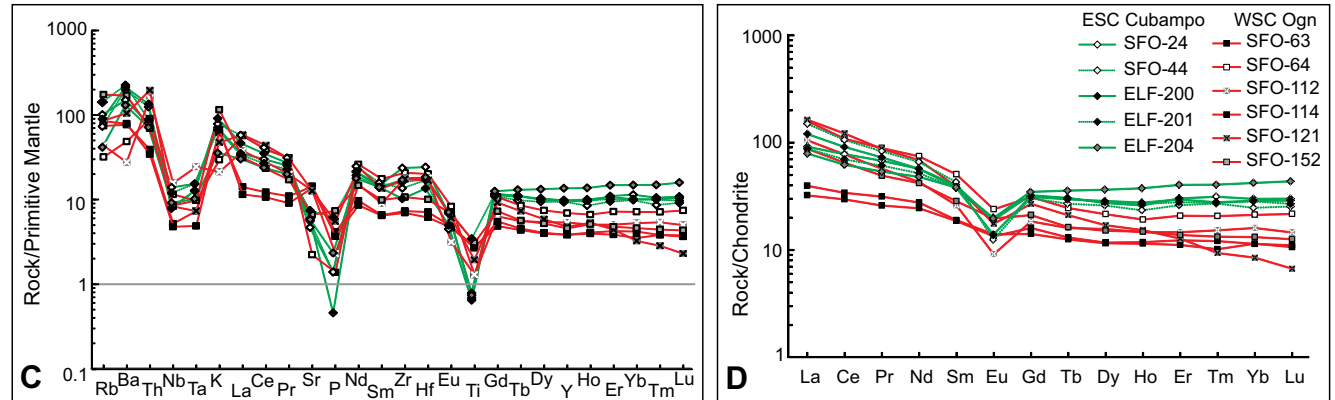 1000
100
10
1
0.1
Rock/Primitive Mantle
C
Rb Ba Th Nb Ta K La Ce Pr Sr P Nd Sm Zr Hf Eu Ti Gd Tb Dy Y Ho Er Yb Tm Lu
1000
100
10
1
Rock/Chondrite
D
La Ce Pr Nd Sm Eu Gd Tb Dy Ho Er Tm Yb Lu
ESC Cubampo WSC Ogn
SFO-24 SFO-63
SFO-44 SFO-64
ELF-200 SFO-112
ELF-201 SFO-114
ELF-204 SFO-121
SFO-152